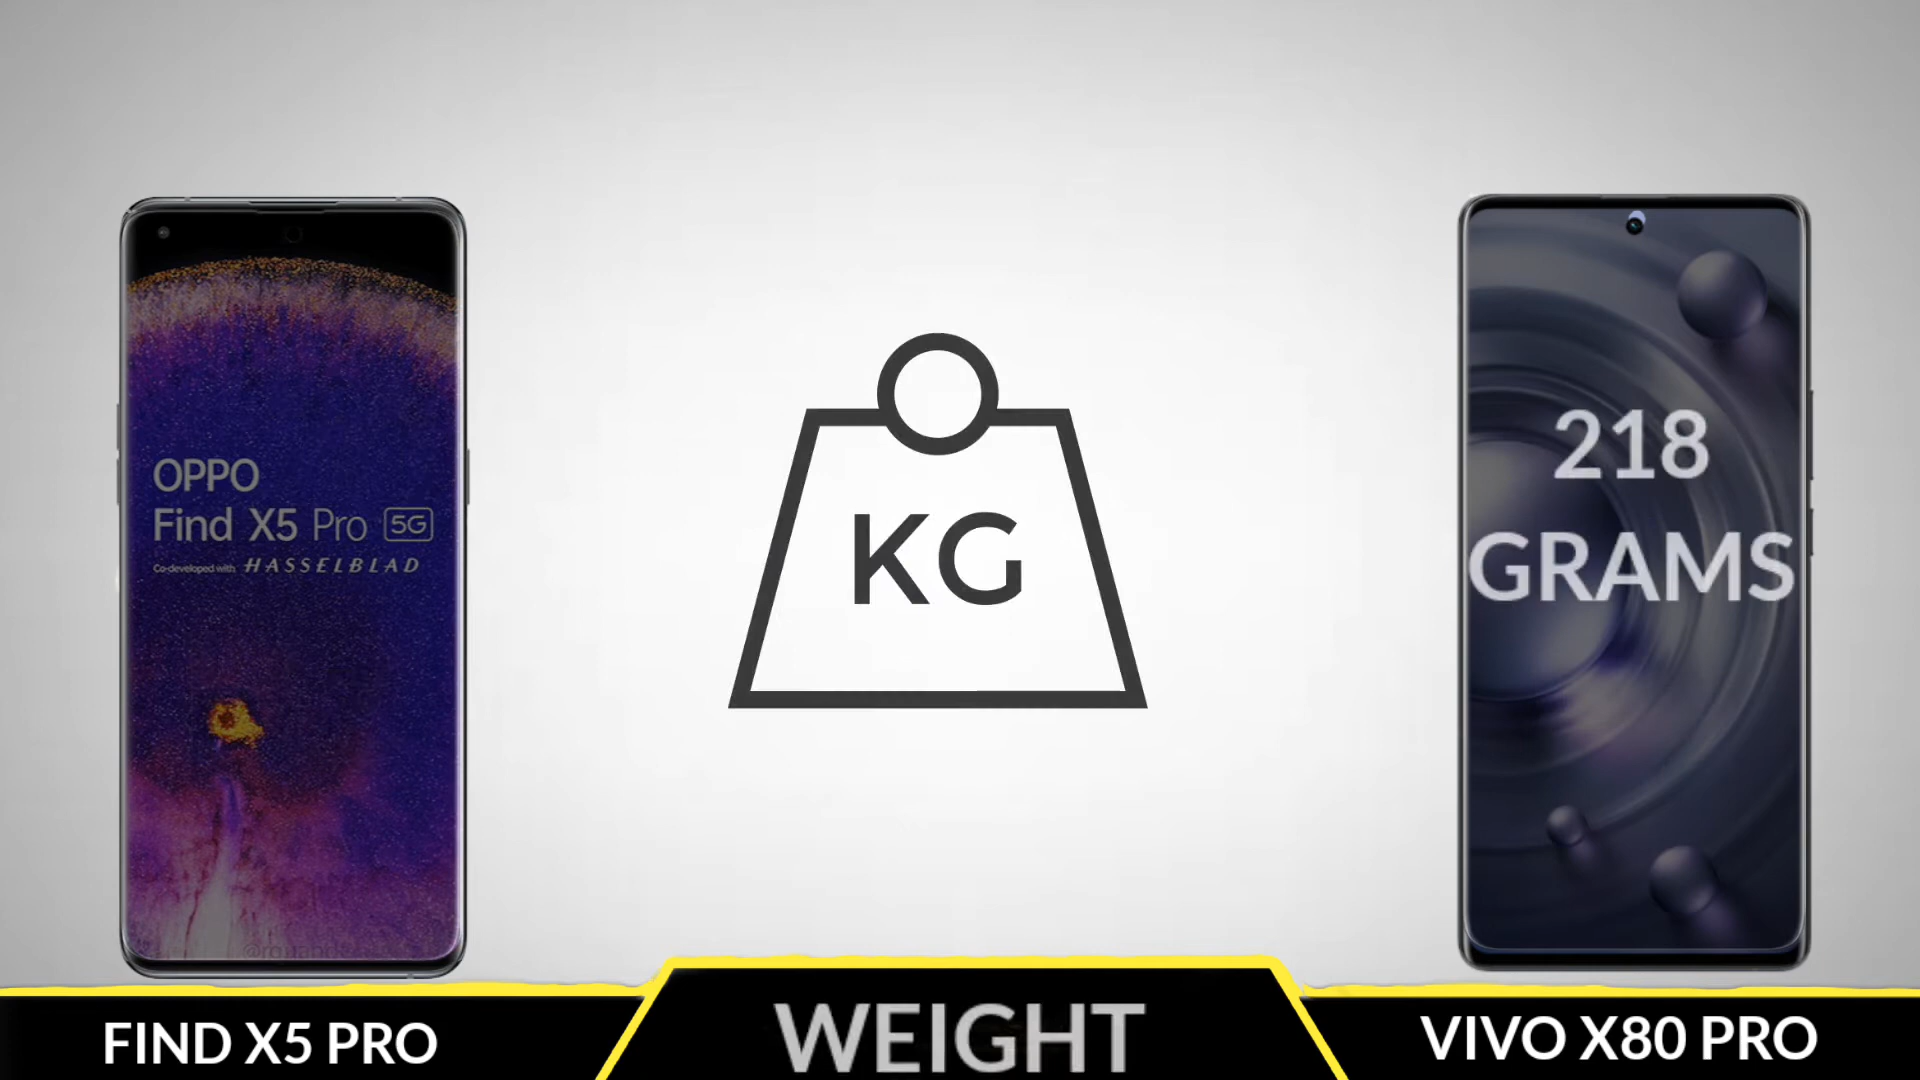 OPPO
Find X5 Pro 5G
Co-developed with HASSELBLAD
KG
218
GRAMS
FIND X5 PRO
WEIGHT
VIVO X80 PRO